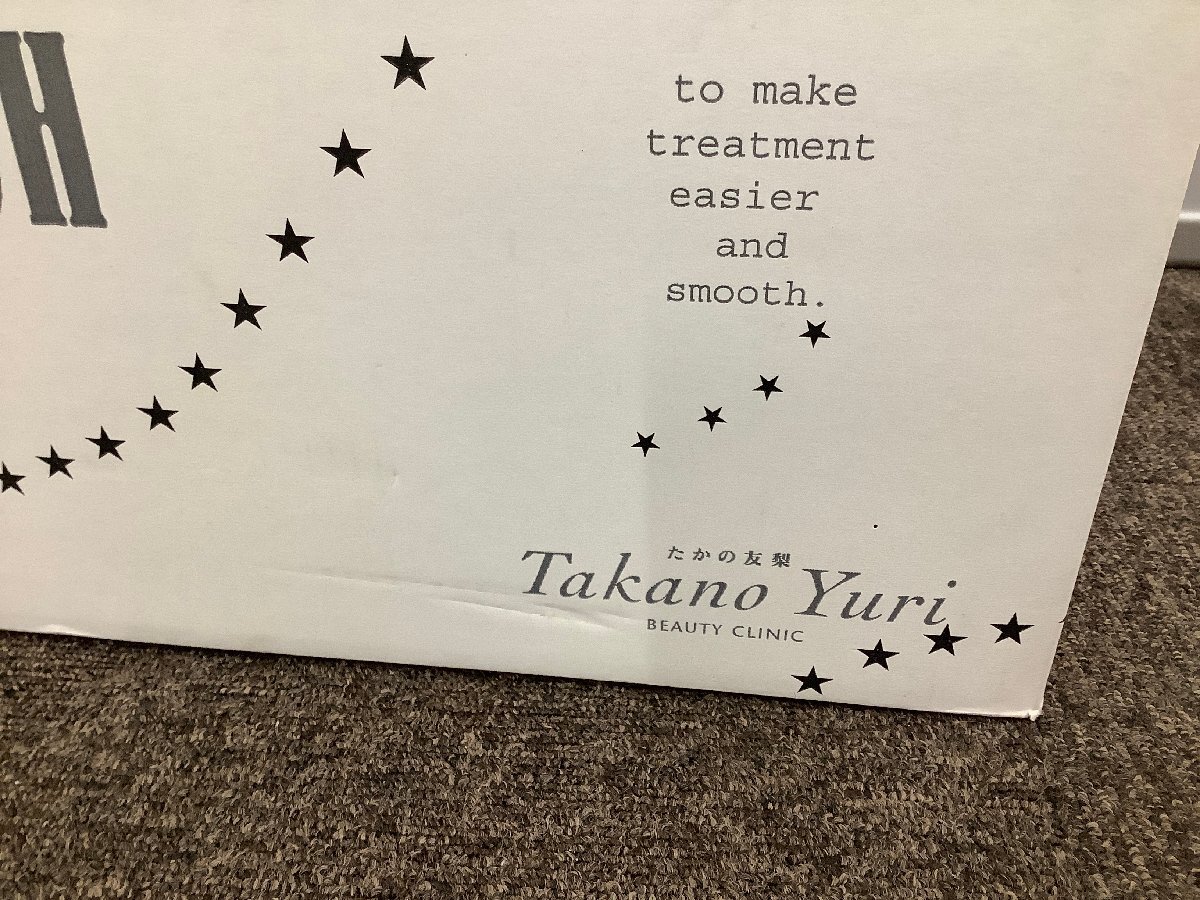 H
to make
treatment
easier
and
smooth.
たかの友梨
Takano Yuri
BEAUTY CLINIC